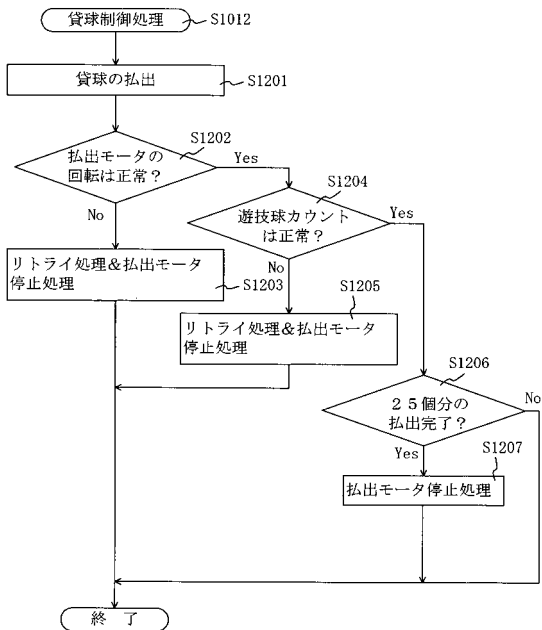 貸球制御処理
S1012
貸球の払出
S1201
払出モータの
回転は正常?
S1202
Yes
No
遊技球カウント
は正常?
S1204
Yes
No
リトライ処理&払出モータ
停止処理
S1203
リトライ処理&払出モータ
停止処理
S1205
25個分の
払出完了?
S1206
No
Yes
払出モータ停止処理
S1207
終 了